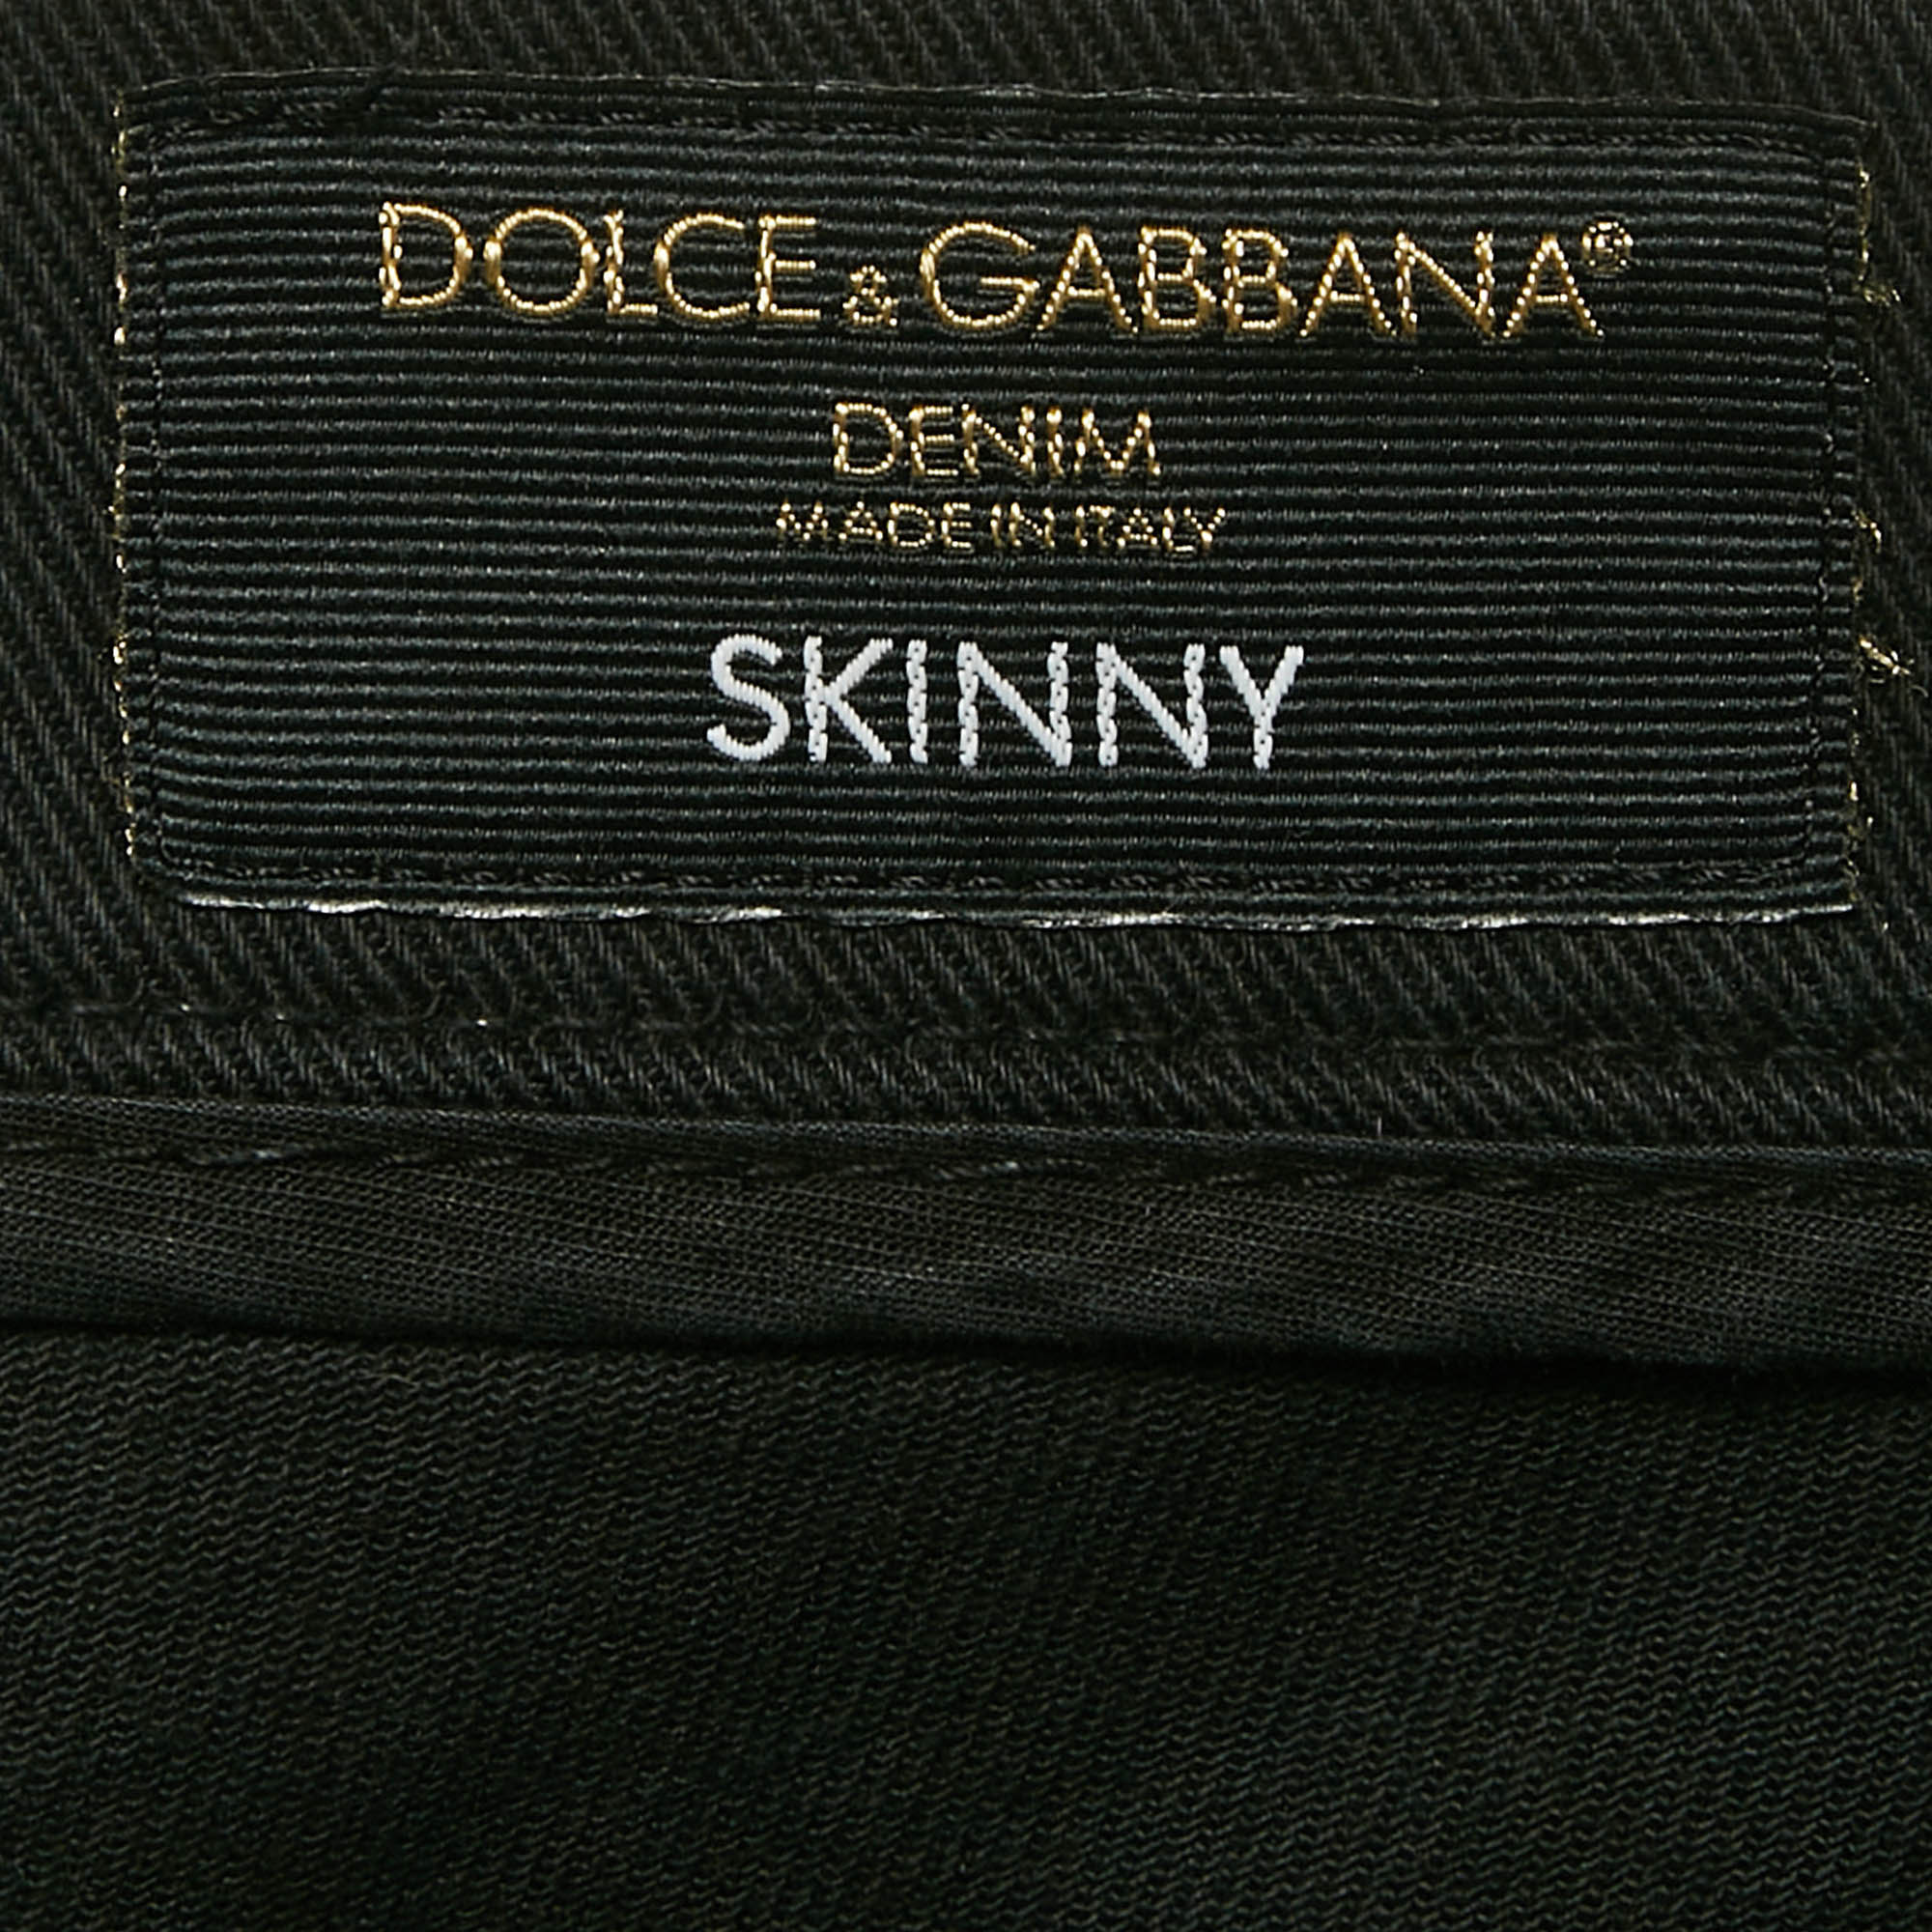 DOLCE & GABBANA®
DENIM
MADE IN ITALY
SKINNY